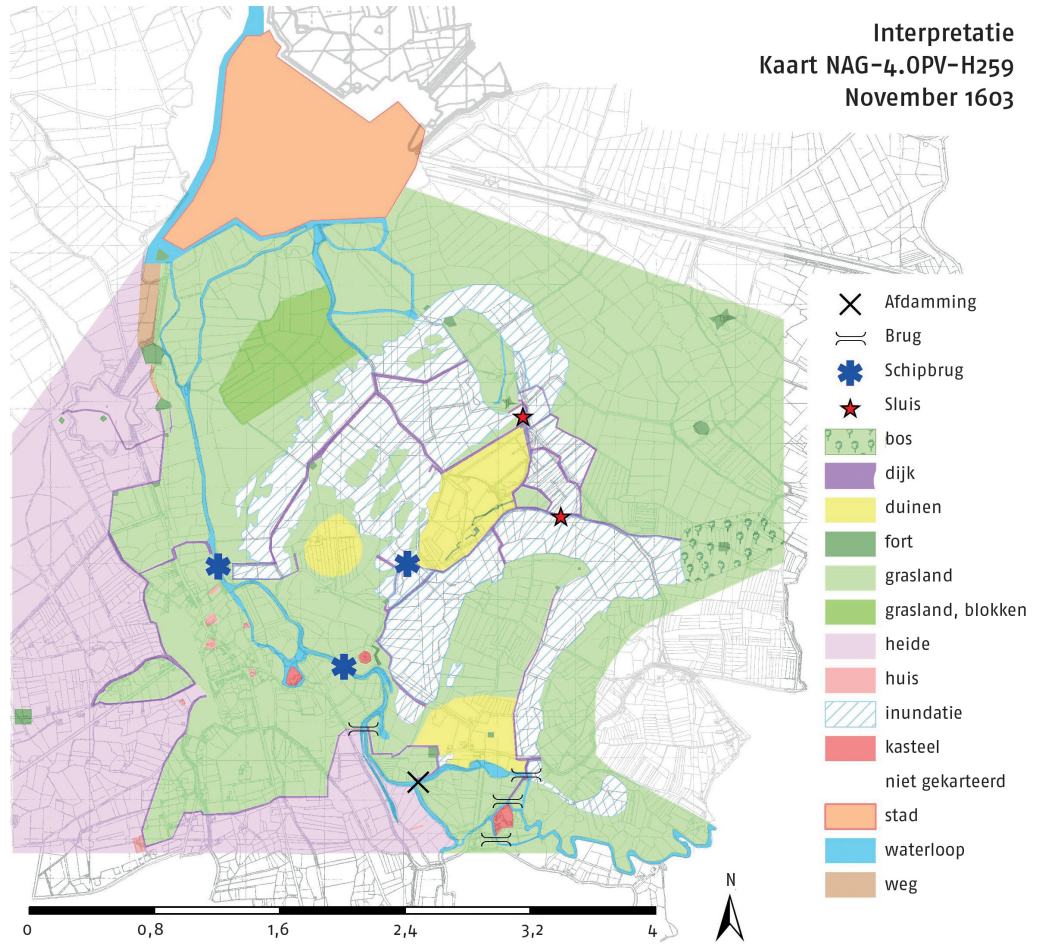 Interpretatie
Kaart NAG-4.OPV-H259
November 1603
Afdamming
Brug
Schipbrug
Sluis
bos
dijk
duinen
fort
grasland
grasland, blokken
heide
huis
inundatie
kasteel
niet gekarteerd
stad
waterloop
weg
N
0 0,8 1,6 2,4 3,2 4